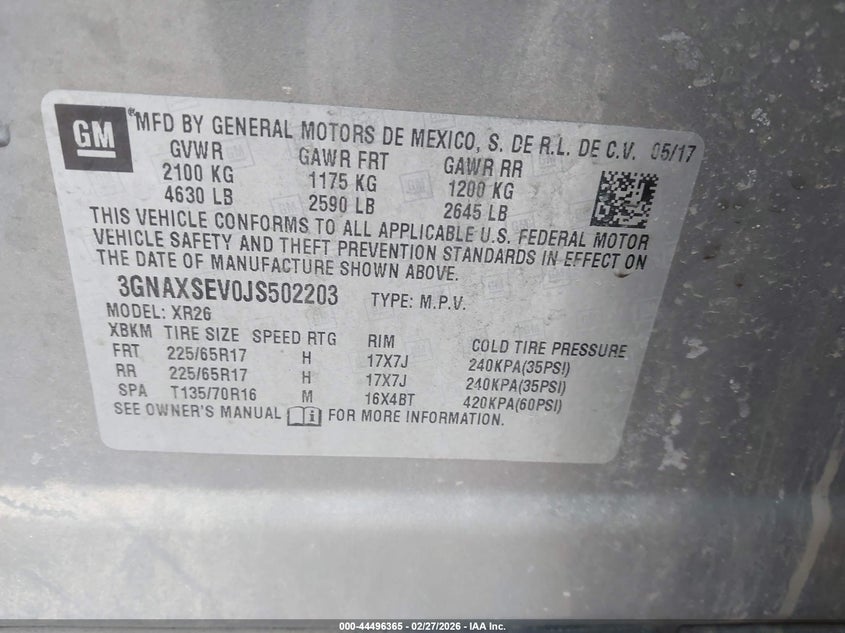 GM ® MFD BY GENERAL MOTORS DE MEXICO, S. DE R.L. DE C.V. 05/17
GVWR GAWR FRT GAWR RR
2100 KG 1175 KG 1200 KG
4630 LB 2590 LB 2645 LB
THIS VEHICLE CONFORMS TO ALL APPLICABLE U.S. FEDERAL MOTOR
VEHICLE SAFETY AND THEFT PREVENTION STANDARDS IN EFFECT ON
THE DATE OF MANUFACTURE SHOWN ABOVE.
3GNAXSEV0JS502203 TYPE: M.P.V.
MODEL: XR26
XBKM TIRE SIZE SPEED RTG RIM COLD TIRE PRESSURE
FRT 225/65R17 H 17X7J 240KPA(35PSI)
RR 225/65R17 H 17X7J 240KPA(35PSI)
SPA T135/70R16 M 16X4BT 420KPA(60PSI)
SEE OWNER'S MANUAL i FOR MORE INFORMATION.
000-44496365 - 02/27/2026 - IAA Inc.